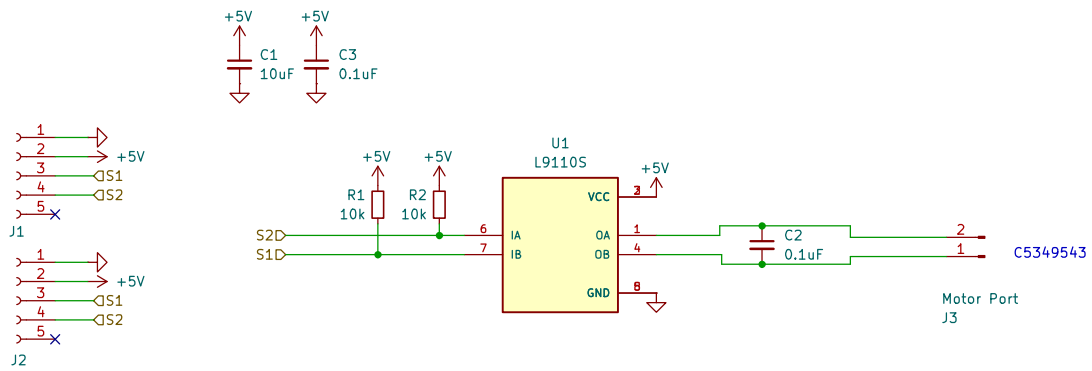 +5V +5V
C1 C3
10uF 0.1uF
1
2 +5V
3 S1
4 S2
5
J1
1
2 +5V
3 S1
4 S2
5
J2
+5V +5V
R1 R2
10k 10k
S2
S1
U1
L9110S
+5V
VCC
6 IA OA 1
7 IB OB 4
GND
C2
0.1uF
2
1
C5349543
Motor Port
J3